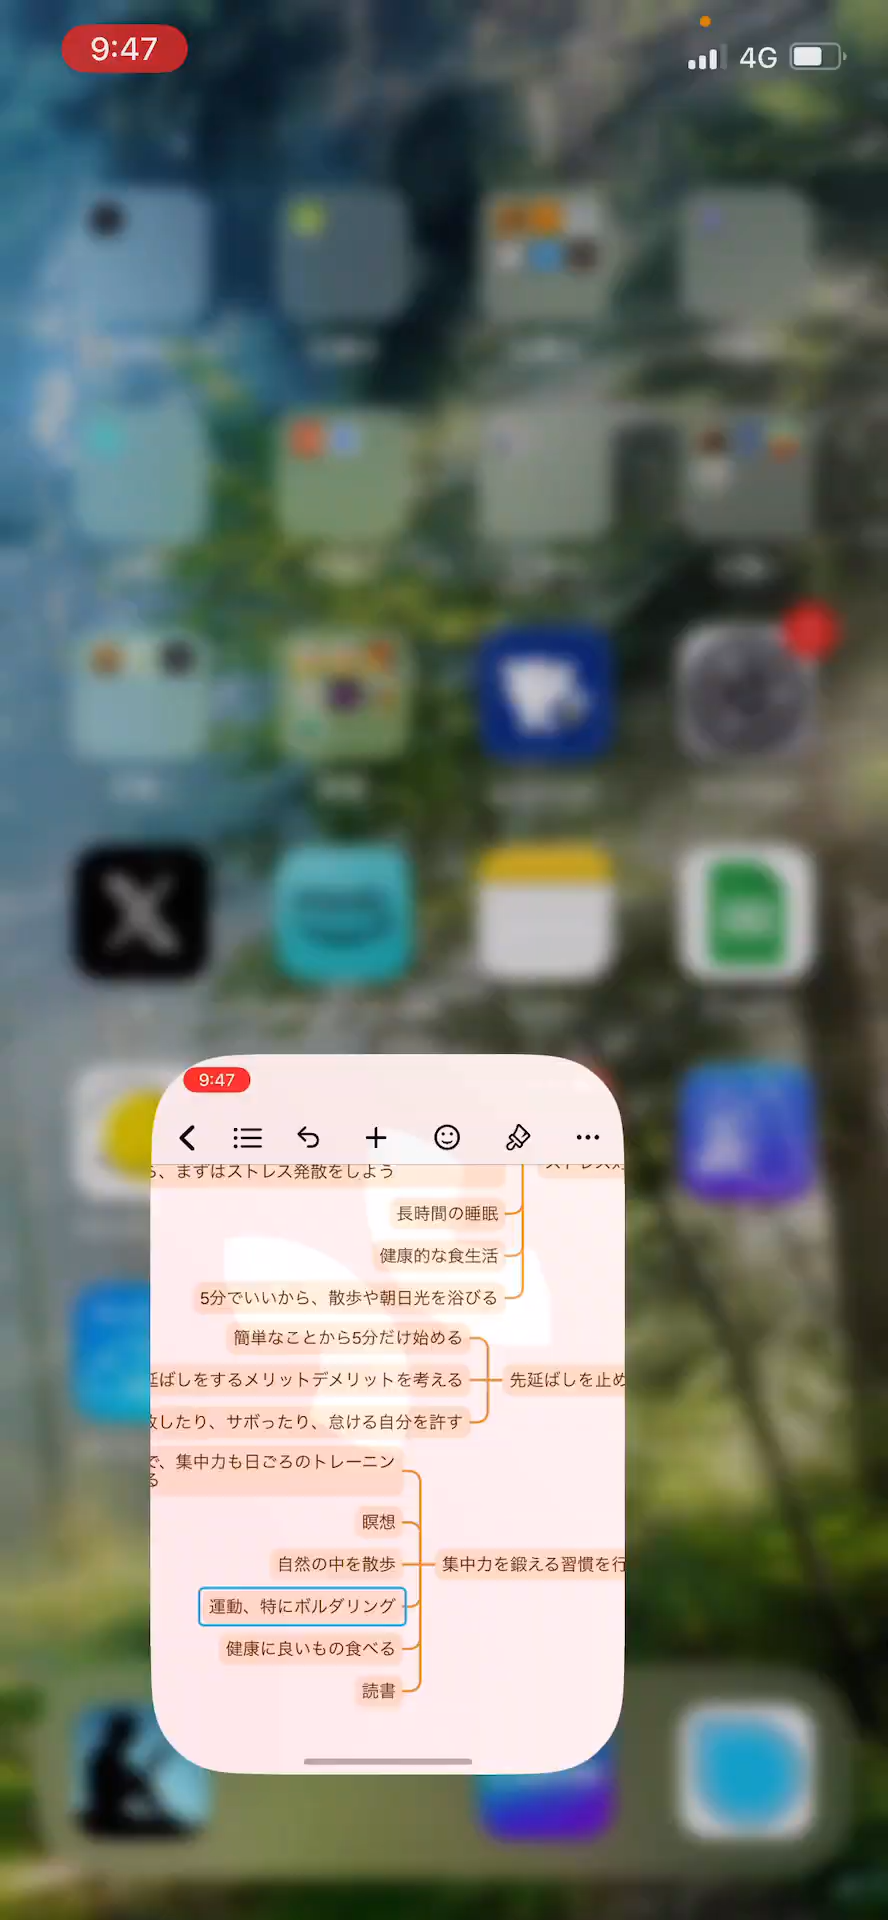 9:47
4G
9:47
、まずはストレス発散をしよう
長時間の睡眠
健康的な食生活
5分でいいから、散歩や朝日光を浴びる
簡単なことから5分だけ始める
延ばしをするメリットデメリットを考える
先延ばしを止め
したり、サボったり、怠ける自分を許す
で、集中力も日ごろのトレーニン
る
瞑想
自然の中を散歩
集中力を鍛える習慣を行
運動、特にボルダリング
健康に良いもの食べる
読書